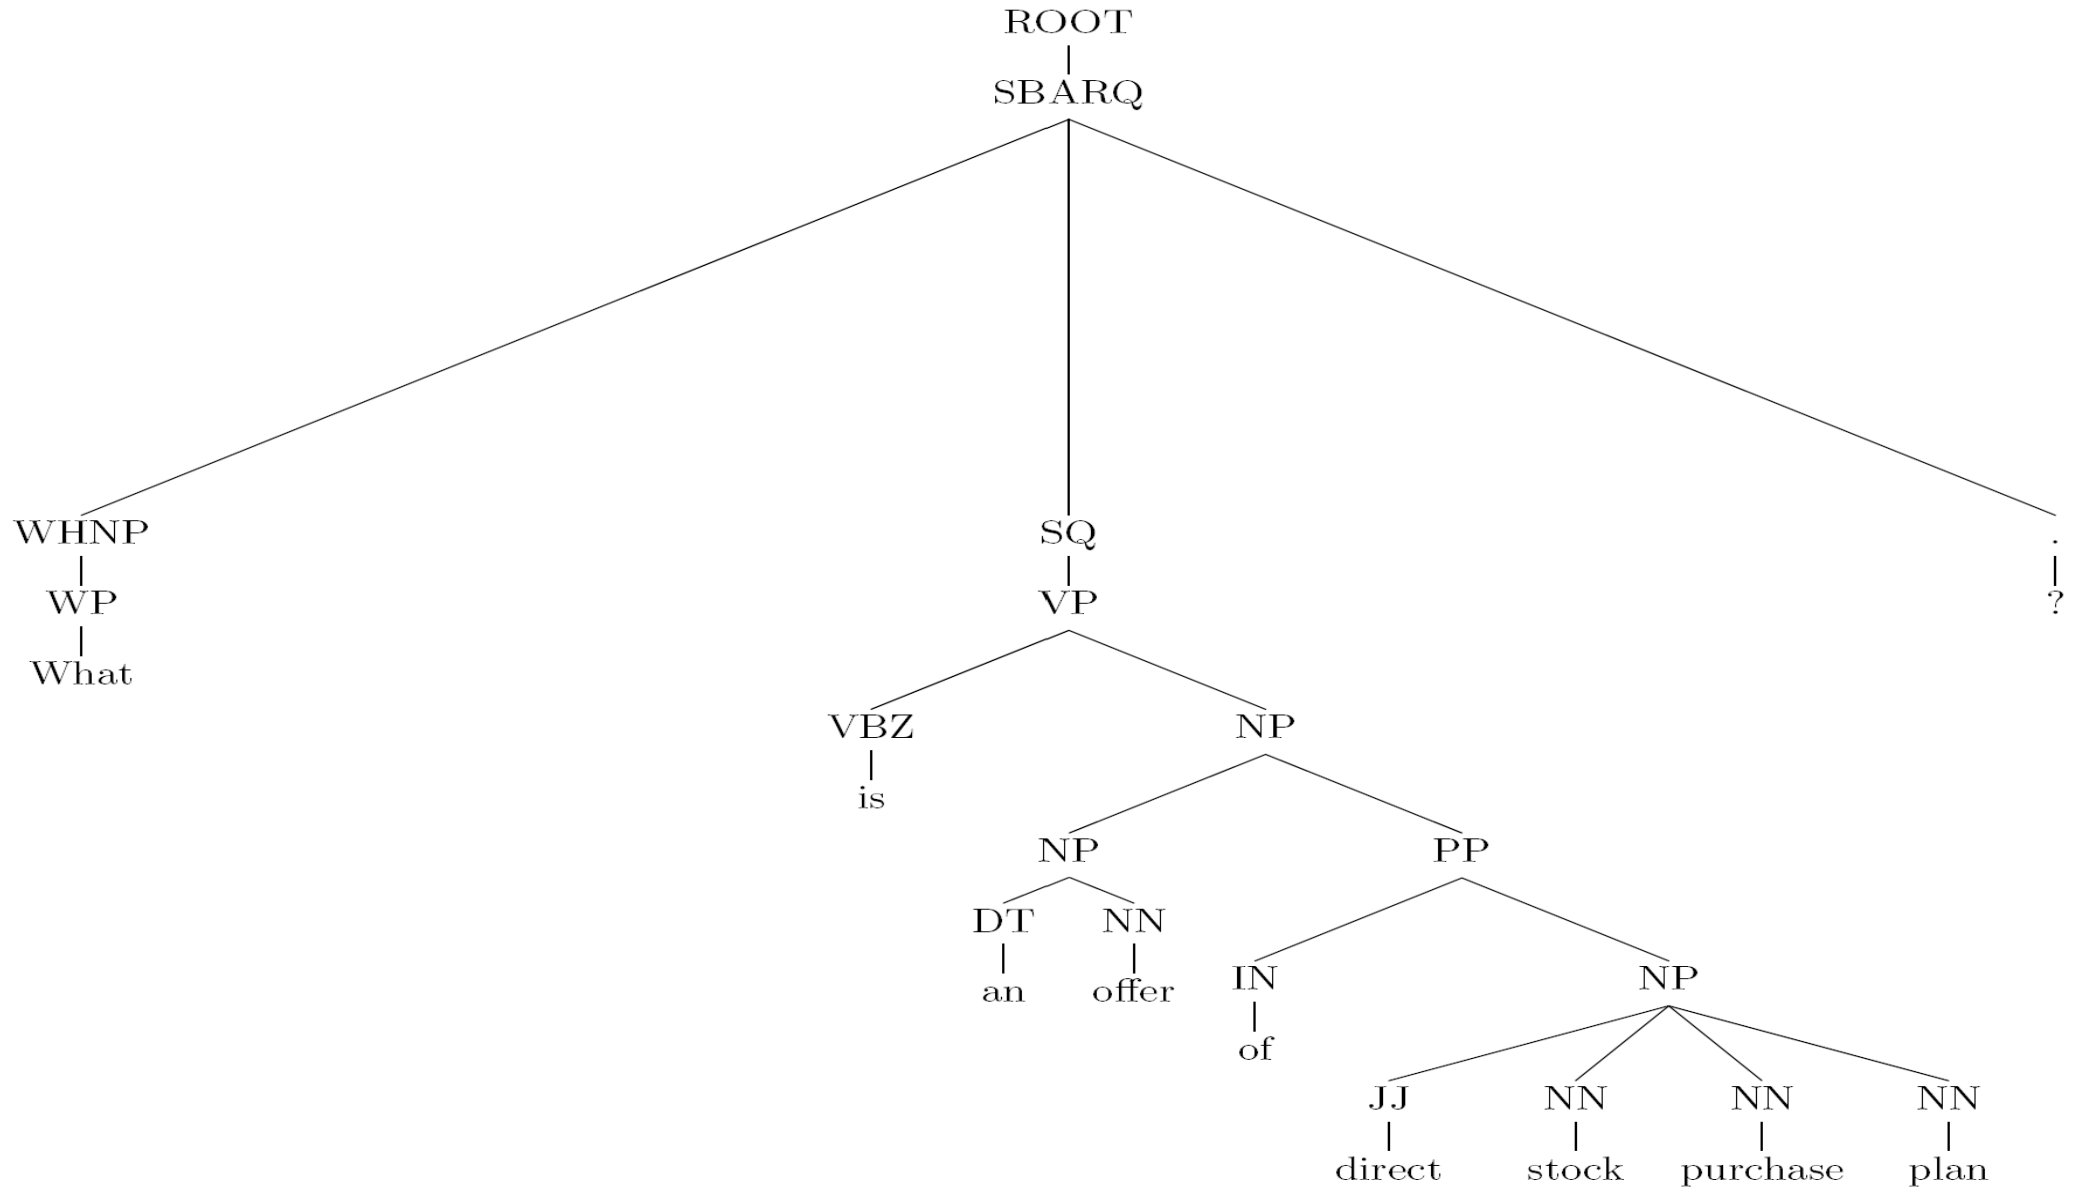 ROOT
SBARQ
WHNP SQ .
WP VP ?
What
VBZ NP
is
NP PP
DT NN
IN NP
an offer
of
JJ NN NN NN
direct stock purchase plan